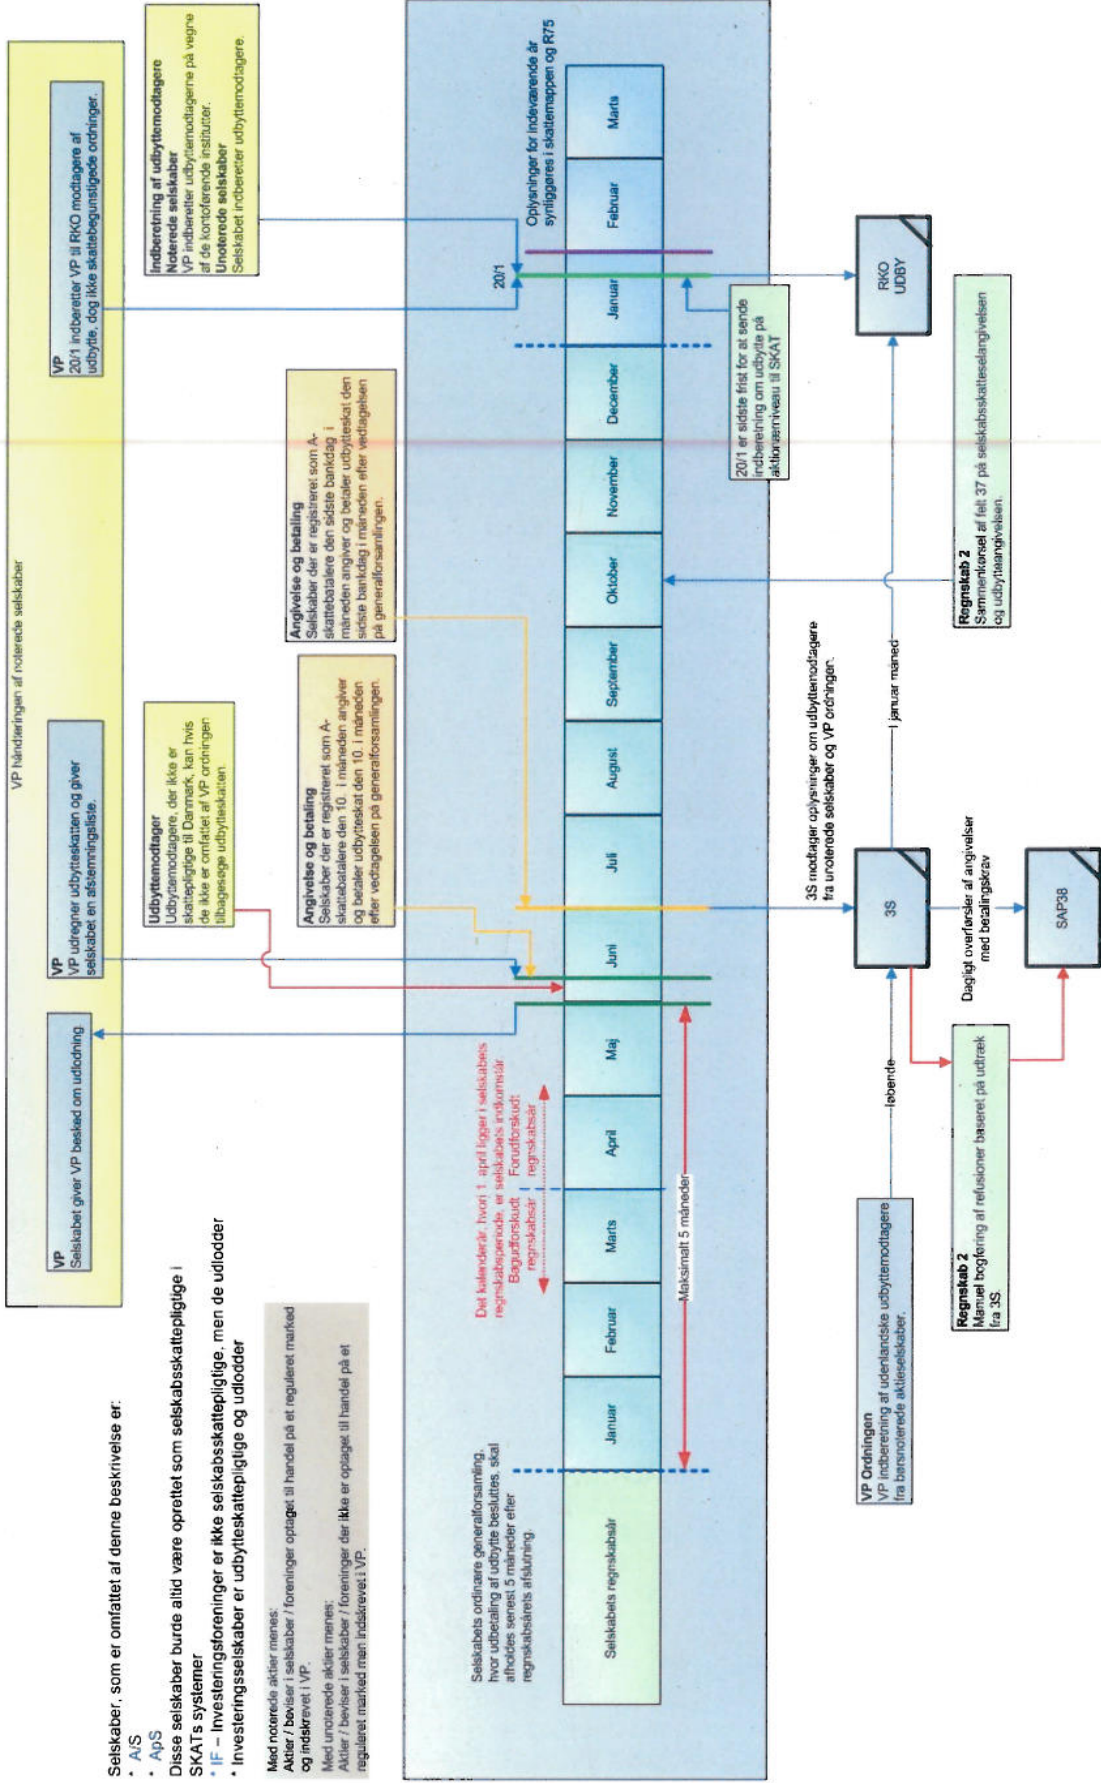 VP håndteringen af noterede selskaber
VP
Selskabet giver VP besked om udlodning.
VP
VP udregner udbytteskatten og giver
selskabet en afstemningsliste.
VP
20/1 indberetter VP til RKO modtagere af
udbytte, dog ikke skattebegunstigede ordninger.
Selskaber, som er omfattet af denne beskrivelse er:
* A/S
* ApS
Disse selskaber burde altid være oprettet som selskabsskattepligtige i
SKATs systemer
* IF – Investeringsforeninger er ikke selskabsskattepligtige, men de udlodder
* Investeringsselskaber er udbytteskattepligtige og udlodder
Udbyttemodtager
Udbyttemodtagere, der ikke er
skattepligtige til Danmark, kan hvis
de ikke er omfattet af VP ordningen
tilbagesøge udbytteskatten.
Indberetning af udbyttemodtagere
Noterede selskaber
VP indberetter udbyttemodtagerne på vegne
af de kontoførende institutter.
Unoterede selskaber
Selskabet indberetter udbyttemodtagere.
Med noterede aktier menes:
Aktier / beviser i selskaber / foreninger optaget til handel på et reguleret marked
og indskrevet i VP.
Med unoterede aktier menes:
Aktier / beviser i selskaber / foreninger der ikke er optaget til handel på et
reguleret marked men indskrevet i VP.
Angivelse og betaling
Selskaber der er registreret som A-
skattebatalere den 10. i måneden angiver
og betaler udbytteskat den 10. i måneden
efter vedtagelsen på generalforsamlingen.
Angivelse og betaling
Selskaber der er registreret som A-
skattebatalere den sidste bankdag i
måneden angiver og betaler udbytteskat den
sidste bankdag i måneden efter vedtagelsen
på generalforsamlingen.
Selskabets ordinære generalforsamling,
hvor udbetaling af udbytte besluttes, skal
afholdes senest 5 måneder efter
regnskabsårets afslutning.
Det kalenderår, hvori 1. april ligger i selskabets
regnskabsperiode, er selskabets indkomstår
Bagudforskudt
regnskabsår
Forudforskudt
regnskabsår
20/1
Oplysninger for indeværende år
synliggøres i skattemappen og R75
Selskabets regnskabsår
Januar
Februar
Marts
April
Maj
Juni
Juli
August
September
Oktober
November
December
Januar
Februar
Marts
Maksimalt 5 måneder
20/1 er sidste frist for at sende
indberetning om udbytte på
aktionærniveau til SKAT
3S modtager oplysninger om udbyttemodtagere
fra unoterede selskaber og VP ordningen.
VP Ordningen
VP indberetning af udenlandske udbyttemodtagere
fra børsnoterede aktieselskaber.
løbende
3S
I januar måned
RKO
UDBY
Regnskab 2
Manuel bogføring af refusioner baseret på udtræk
fra 3S.
Dagligt overførsler af angivelser
med betalingskrav
Regnskab 2
Sammenkørsel af felt 37 på selskabsskatteselangivelsen
og udbytteangivelsen.
SAP38